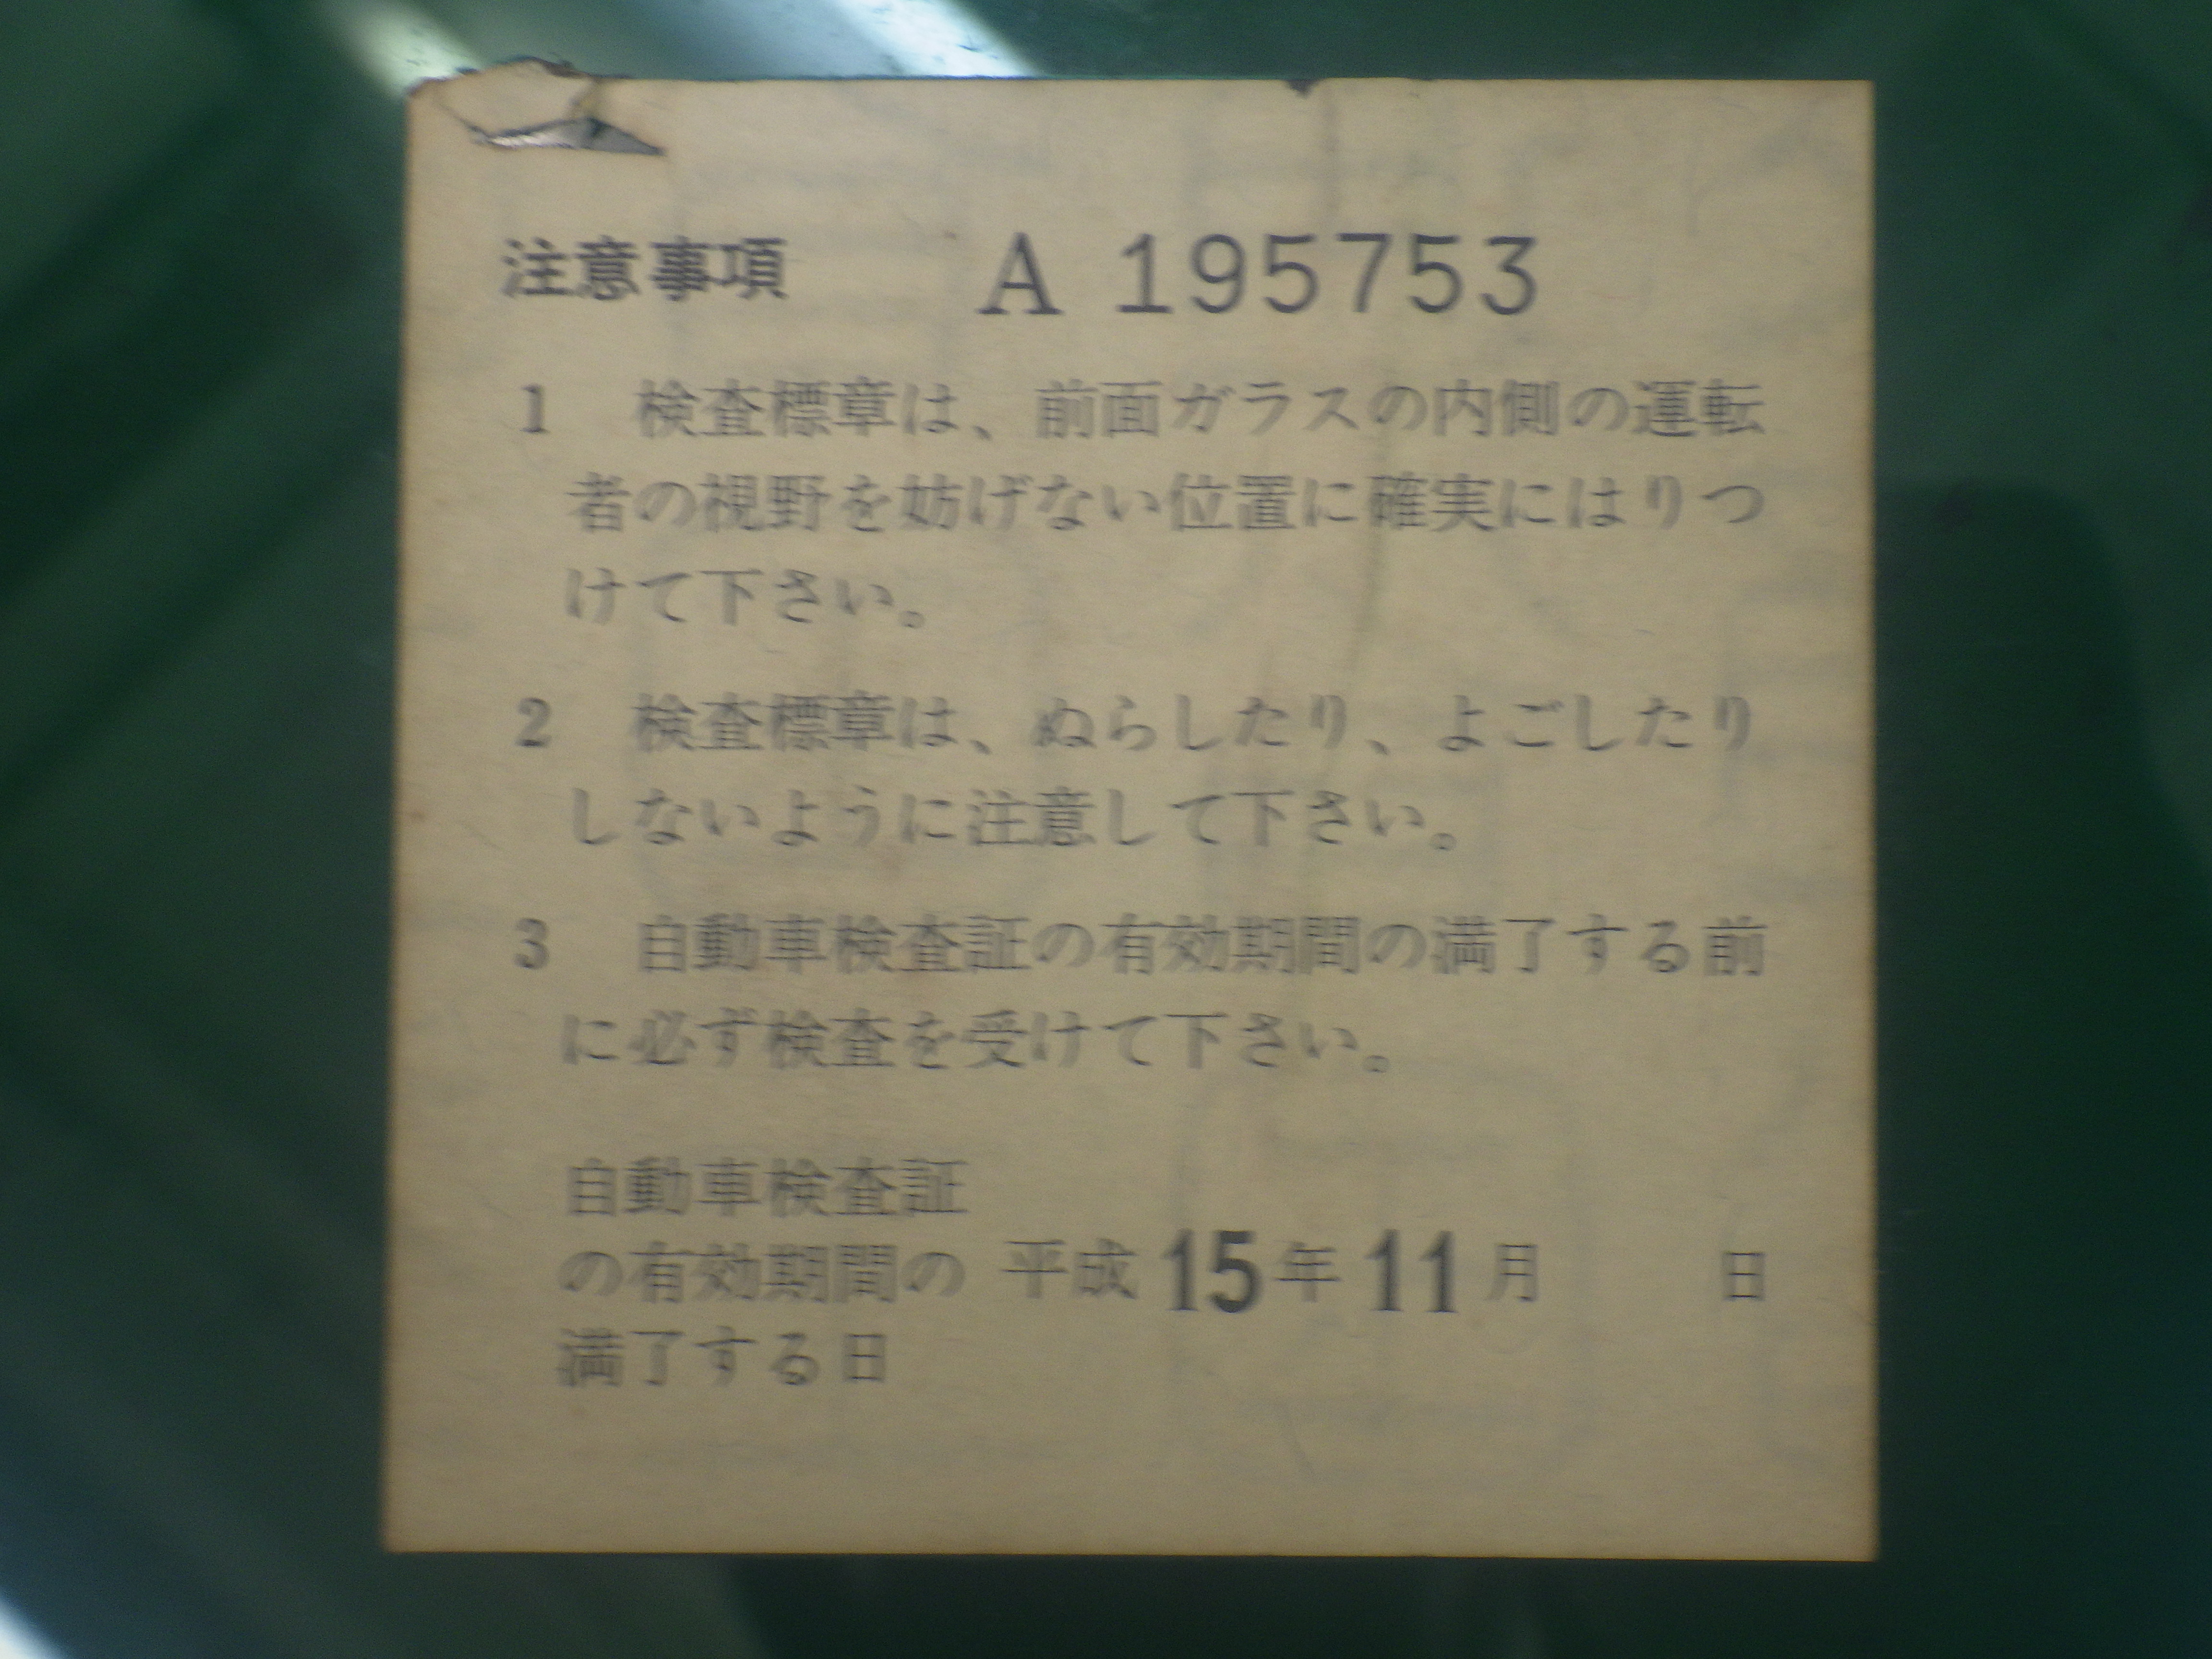 注意事項 A 195753
1 検査標章は、前面ガラスの内側の運転
者の視野を妨げない位置に確実にはりつ
けて下さい。
2 検査標章は、ぬらしたり、よごしたり
しないように注意して下さい。
3 自動車検査証の有効期間の満了する前
に必ず検査を受けて下さい。
自動車検査証
の有効期間の 平成 15 年 11 月 日
満了する日